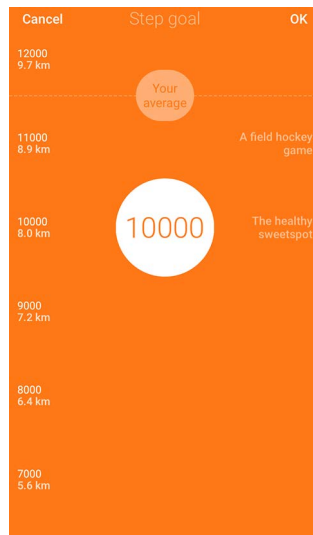 Cancel Step goal OK
12000
9.7 km
Your
average
11000
8.9 km
A field hockey
game
10000
8.0 km
10000
The healthy
sweetspot
9000
7.2 km
8000
6.4 km
7000
5.6 km